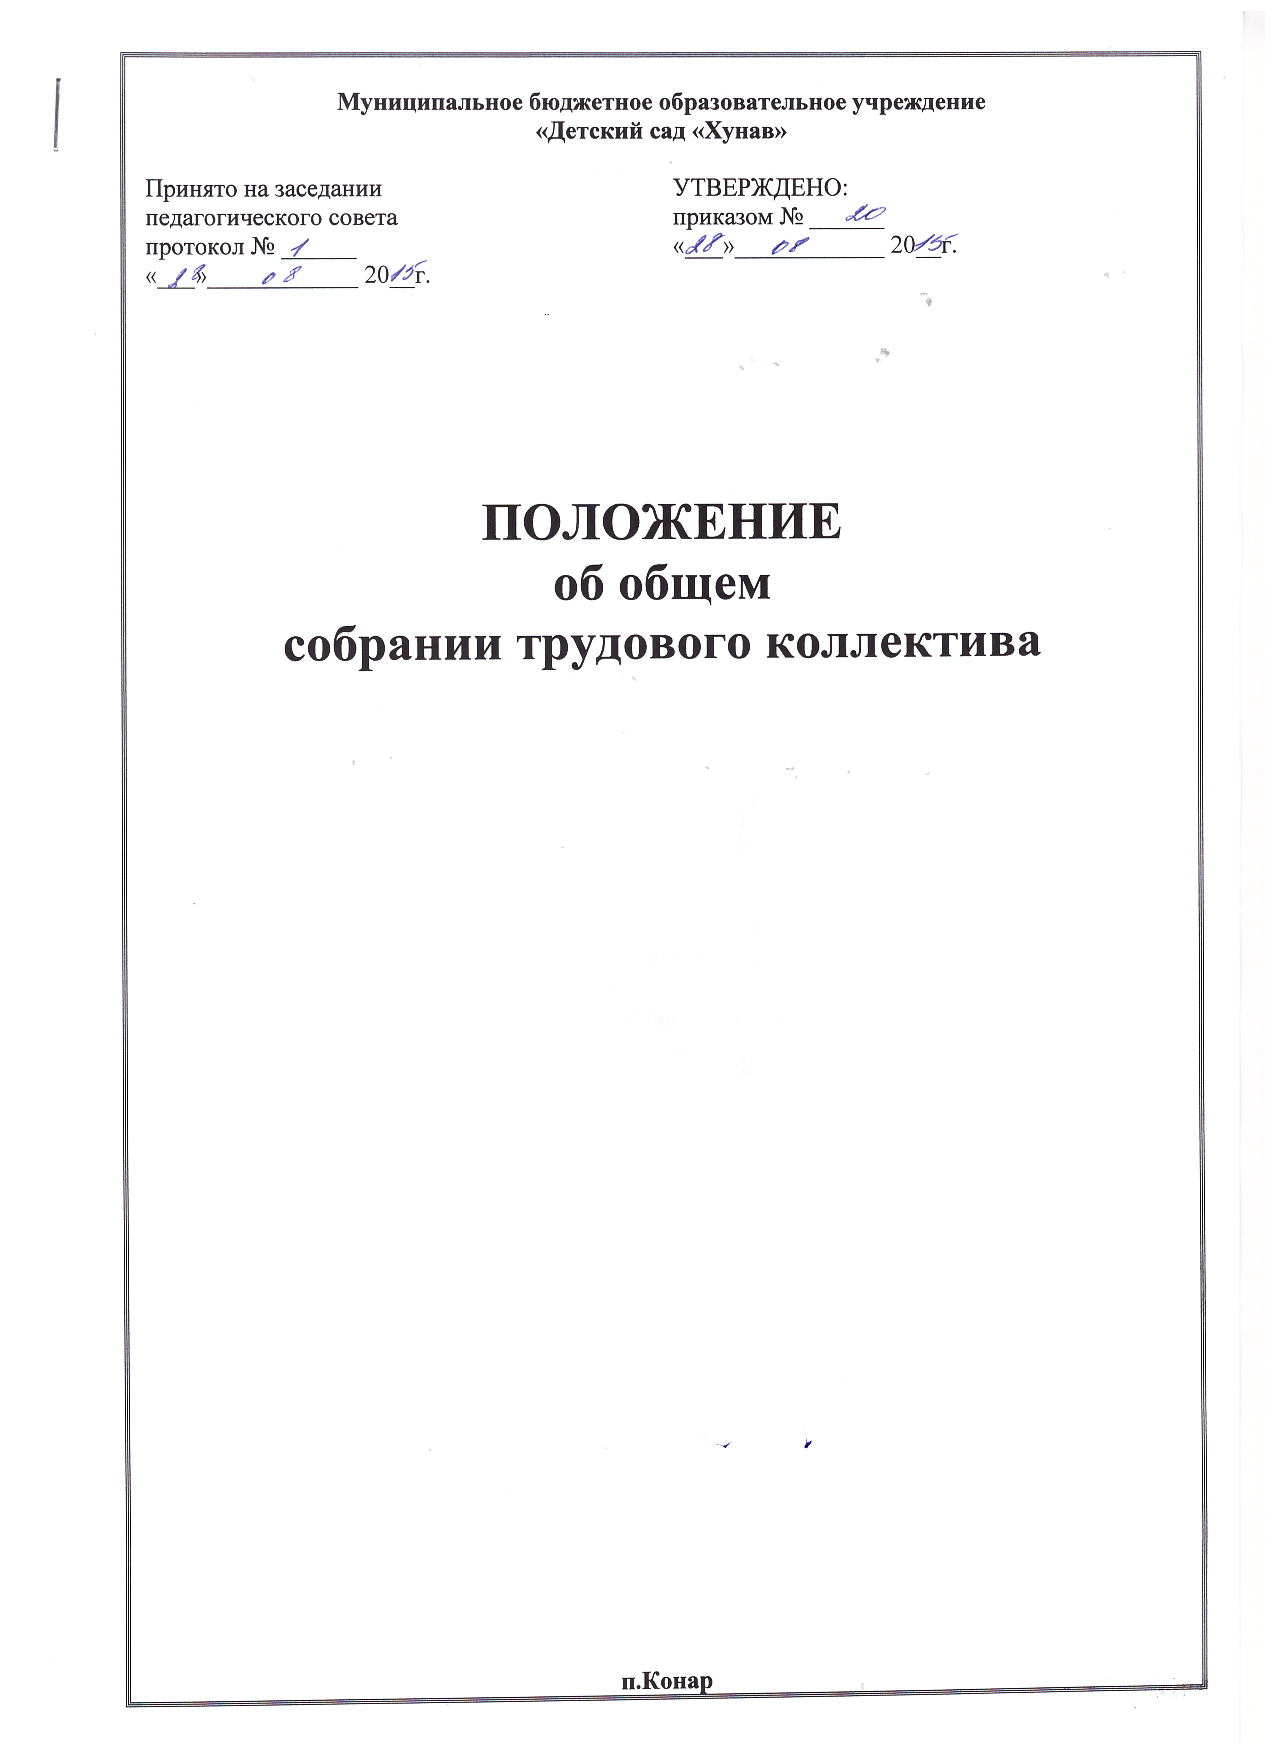 Муниципальное бюджетное образовательное учреждение
«Детский сад «Хунав»
Принято на заседании
педагогического совета
протокол № 1
« » 08 2015г.
УТВЕРЖДЕНО:
приказом № 20
«28» 08 2015г.
ПОЛОЖЕНИЕ
об общем
собрании трудового коллектива
п.Конар